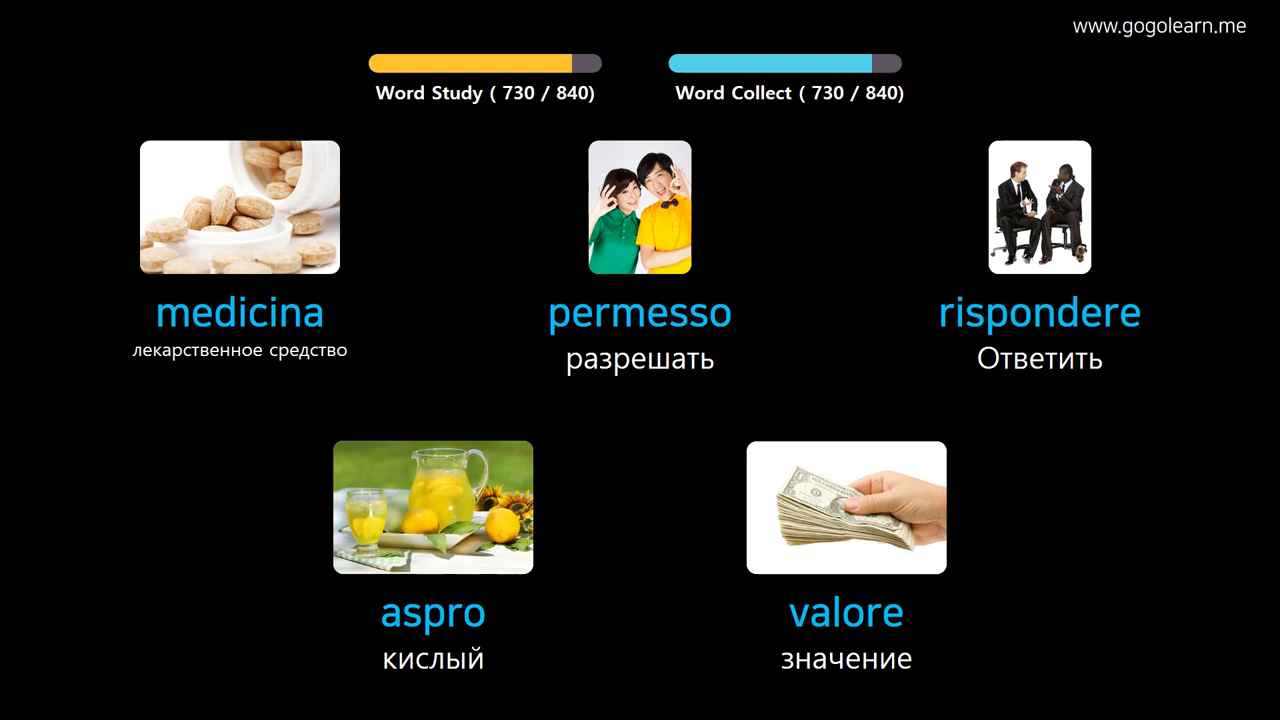 www.gogolearn.me
Word Study ( 730 / 840)
Word Collect ( 730 / 840)
medicina
лекарственное средство
permesso
разрешать
rispondere
Ответить
aspro
кислый
valore
значение